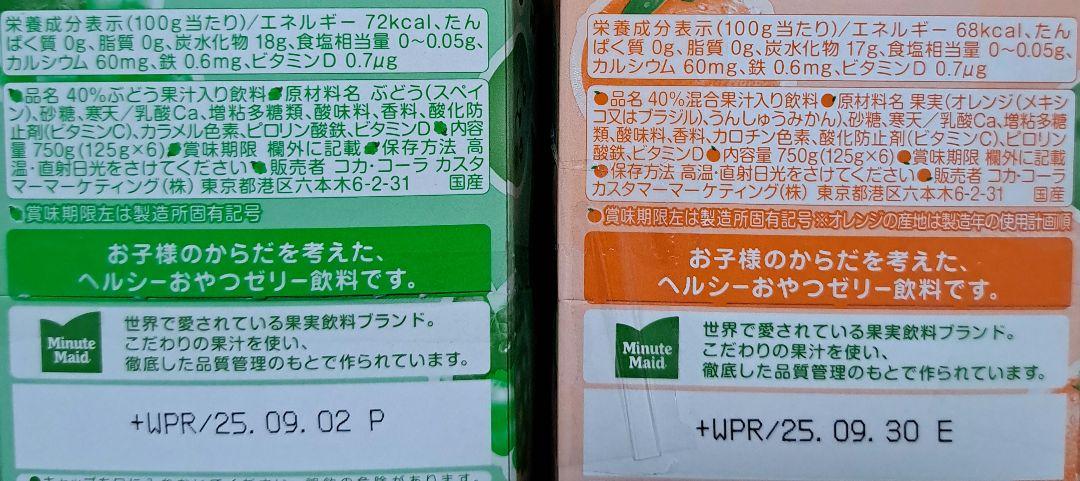 栄養成分表示(100g当たり)/エネルギー 72kcal、たん
ぱく質 0g、脂質 0g、炭水化物 18g、食塩相当量 0〜0.05g、
カルシウム 60mg、鉄 0.6mg、ビタミンD 0.7μg
品名 40%ぶどう果汁入り飲料 原材料名 ぶどう(スペイ
ン)、砂糖、寒天/乳酸Ca、増粘多糖類、酸味料、香料、酸化防
止剤(ビタミンC)、カラメル色素、ピロリン酸鉄、ビタミンD 内容
量 750g(125g×6) 賞味期限 欄外に記載 保存方法 高
温・直射日光をさけてください 販売者 コカ・コーラ カスタ
マーマーケティング(株) 東京都港区六本木6-2-31 国産
賞味期限左は製造所固有記号
お子様のからだを考えた、
ヘルシーおやつゼリー飲料です。
Minute
Maid
世界で愛されている果実飲料ブランド。
こだわりの果汁を使い、
徹底した品質管理のもとで作られています。
+WPR/25.09.02 P
栄養成分表示(100g当たり)/エネルギー 68kcal、たん
ぱく質 0g、脂質 0g、炭水化物 17g、食塩相当量 0〜0.05g、
カルシウム 60mg、鉄 0.6mg、ビタミンD 0.7μg
品名 40%混合果汁入り飲料 原材料名 果実(オレンジ(メキシ
コ又はブラジル)、うんしゅうみかん)、砂糖、寒天/乳酸Ca、増粘多糖
類、酸味料、香料、カロチン色素、酸化防止剤(ビタミンC)、ピロリン
酸鉄、ビタミンD 内容量 750g(125g×6) 賞味期限 欄外に記載
保存方法 高温・直射日光をさけてください 販売者 コカ・コーラ
カスタマーマーケティング(株) 東京都港区六本木6-2-31 国産
賞味期限左は製造所固有記号 ※オレンジの産地は製造年の使用計画順
お子様のからだを考えた、
ヘルシーおやつゼリー飲料です。
Minute
Maid
世界で愛されている果実飲料ブランド。
こだわりの果汁を使い、
徹底した品質管理のもとで作られています。
+WPR/25.09.30 E